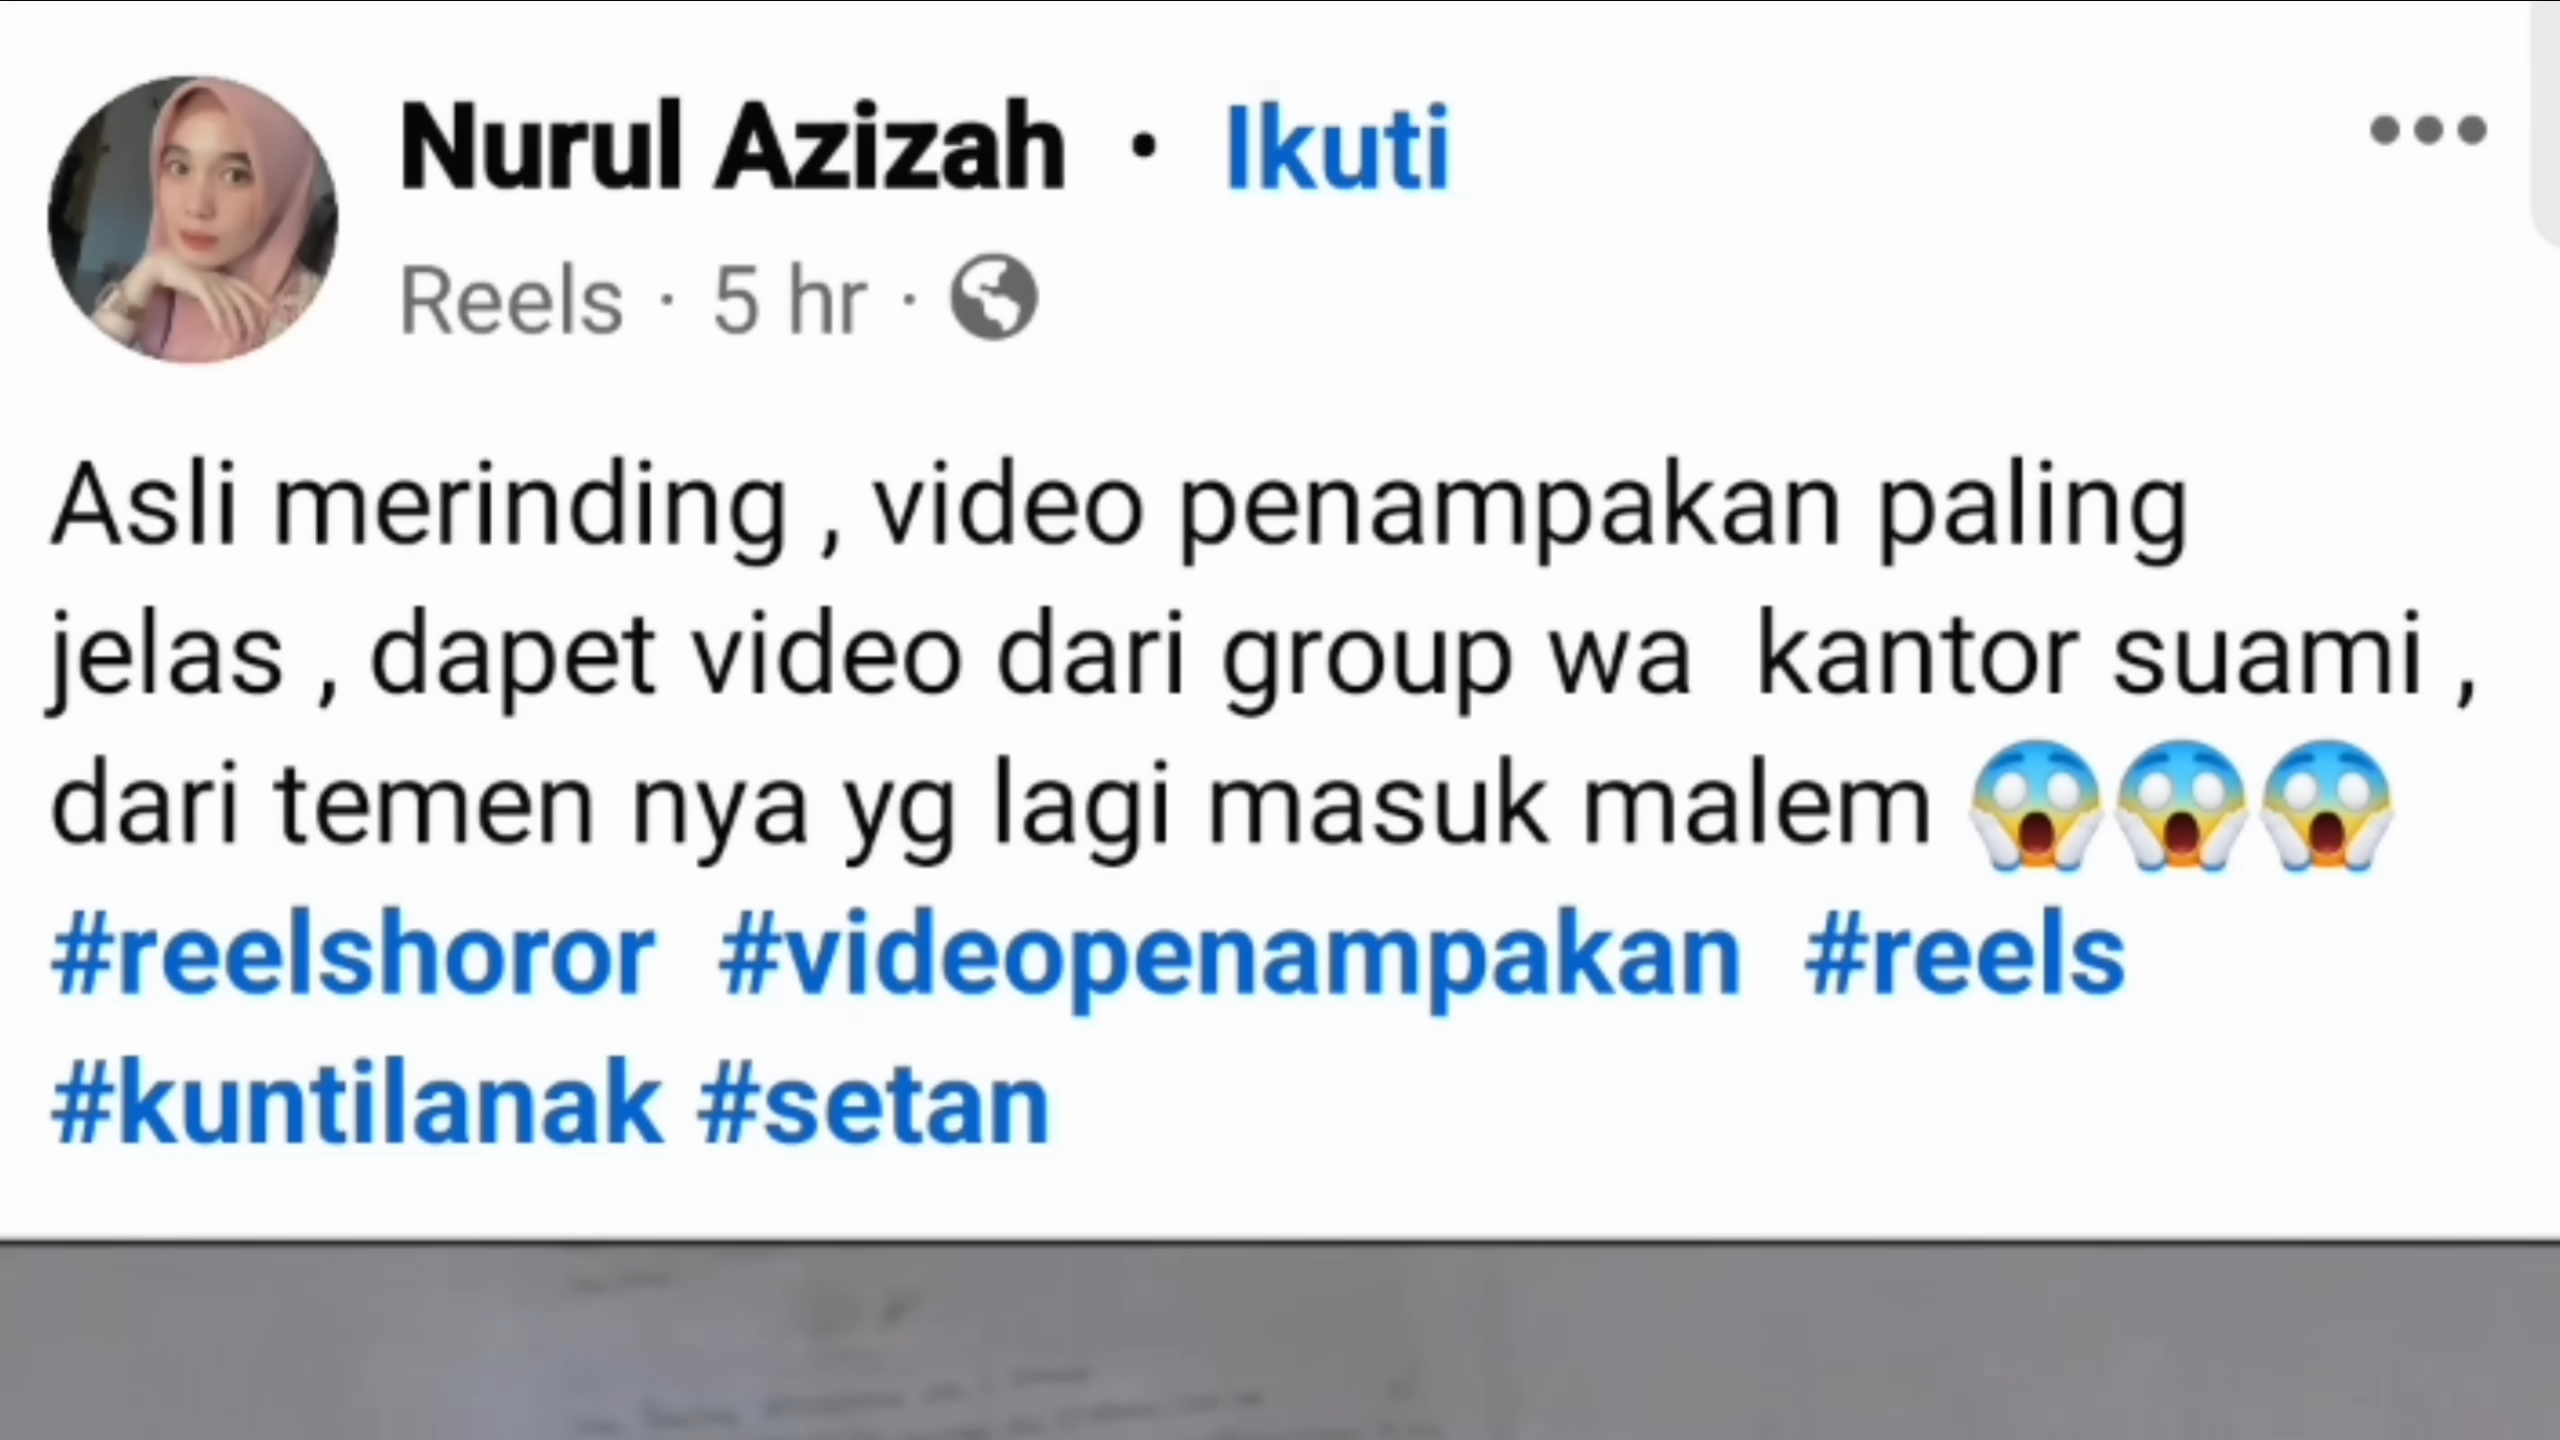 Nurul Azizah • Ikuti
Reels · 5 hr ·
Asli merinding , video penampakan paling
jelas , dapet video dari group wa  kantor suami ,
dari temen nya yg lagi masuk malem 😱😱😱
#reelshoror  #videopenampakan  #reels
#kuntilanak #setan